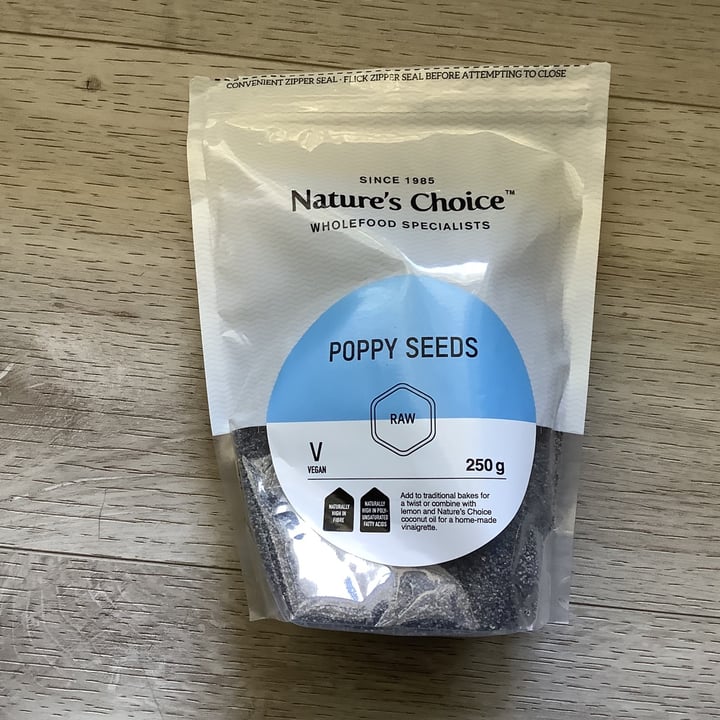 CONVENIENT ZIPPER SEAL · FLICK ZIPPER SEAL BEFORE ATTEMPTING TO CLOSE
SINCE 1985
Nature's Choice™
WHOLEFOOD SPECIALISTS
POPPY SEEDS
RAW
V
VEGAN
250 g
NATURALLY
HIGH IN
FIBRE
NATURALLY
HIGH IN POLY-
UNSATURATED
FATTY ACIDS
Add to traditional bakes for
a twist or combine with
lemon and Nature's Choice
coconut oil for a home-made
vinaigrette.